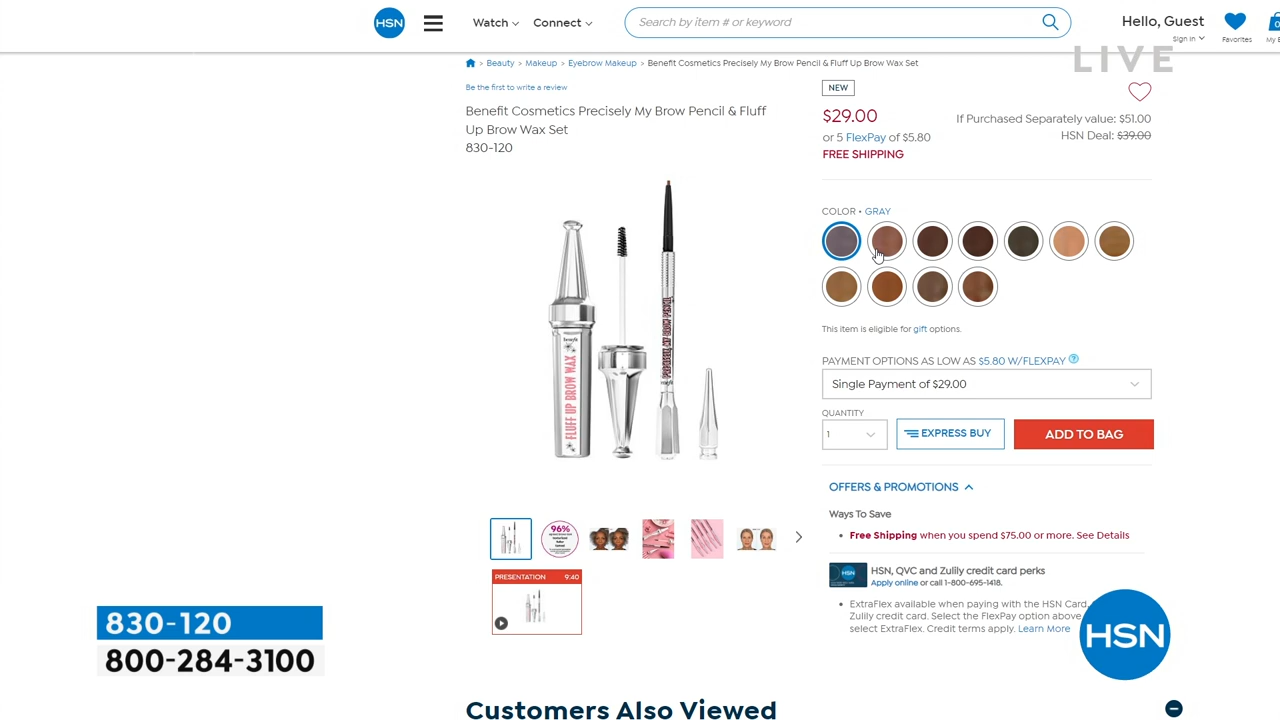 HSN
Watch
Connect
Search by item # or keyword
Hello, Guest
Sign In
Favorites
0
LIVE
Beauty > Makeup > Eyebrow Makeup > Benefit Cosmetics Precisely My Brow Pencil & Fluff Up Brow Wax Set
Be the first to write a review
Benefit Cosmetics Precisely My Brow Pencil & Fluff
Up Brow Wax Set
830-120
NEW
$29.00
If Purchased Separately value: $51.00
or 5 FlexPay of $5.80
HSN Deal: $39.00
FREE SHIPPING
COLOR • GRAY
benefit
FLUFF UP BROW WAX
This item is eligible for gift options.
PAYMENT OPTIONS AS LOW AS $5.80 W/FLEXPAY ?
Single Payment of $29.00
QUANTITY
1
EXPRESS BUY
ADD TO BAG
OFFERS & PROMOTIONS
Ways To Save
• Free Shipping when you spend $75.00 or more. See Details
96%
HSN, QVC and Zulily credit card perks
Apply online or call 1-800-695-1418.
PRESENTATION 9:40
• ExtraFlex available when paying with the HSN Card,
Zulily credit card. Select the FlexPay option above
select ExtraFlex. Credit terms apply. Learn More
HSN
830-120
800-284-3100
Customers Also Viewed